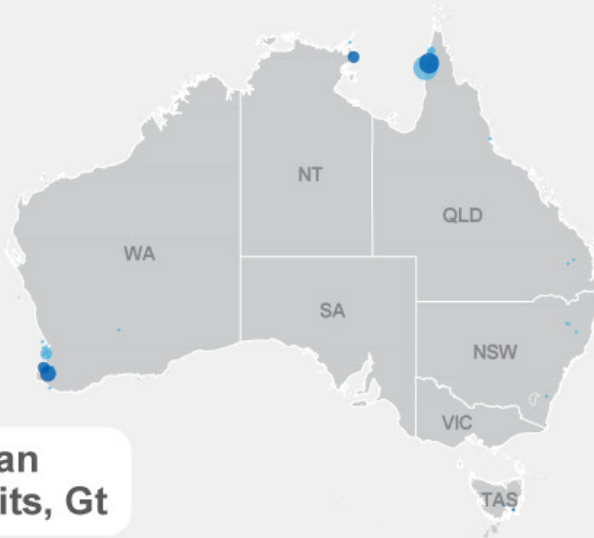 NT
QLD
WA
SA
NSW
VIC
TAS
an
its, Gt